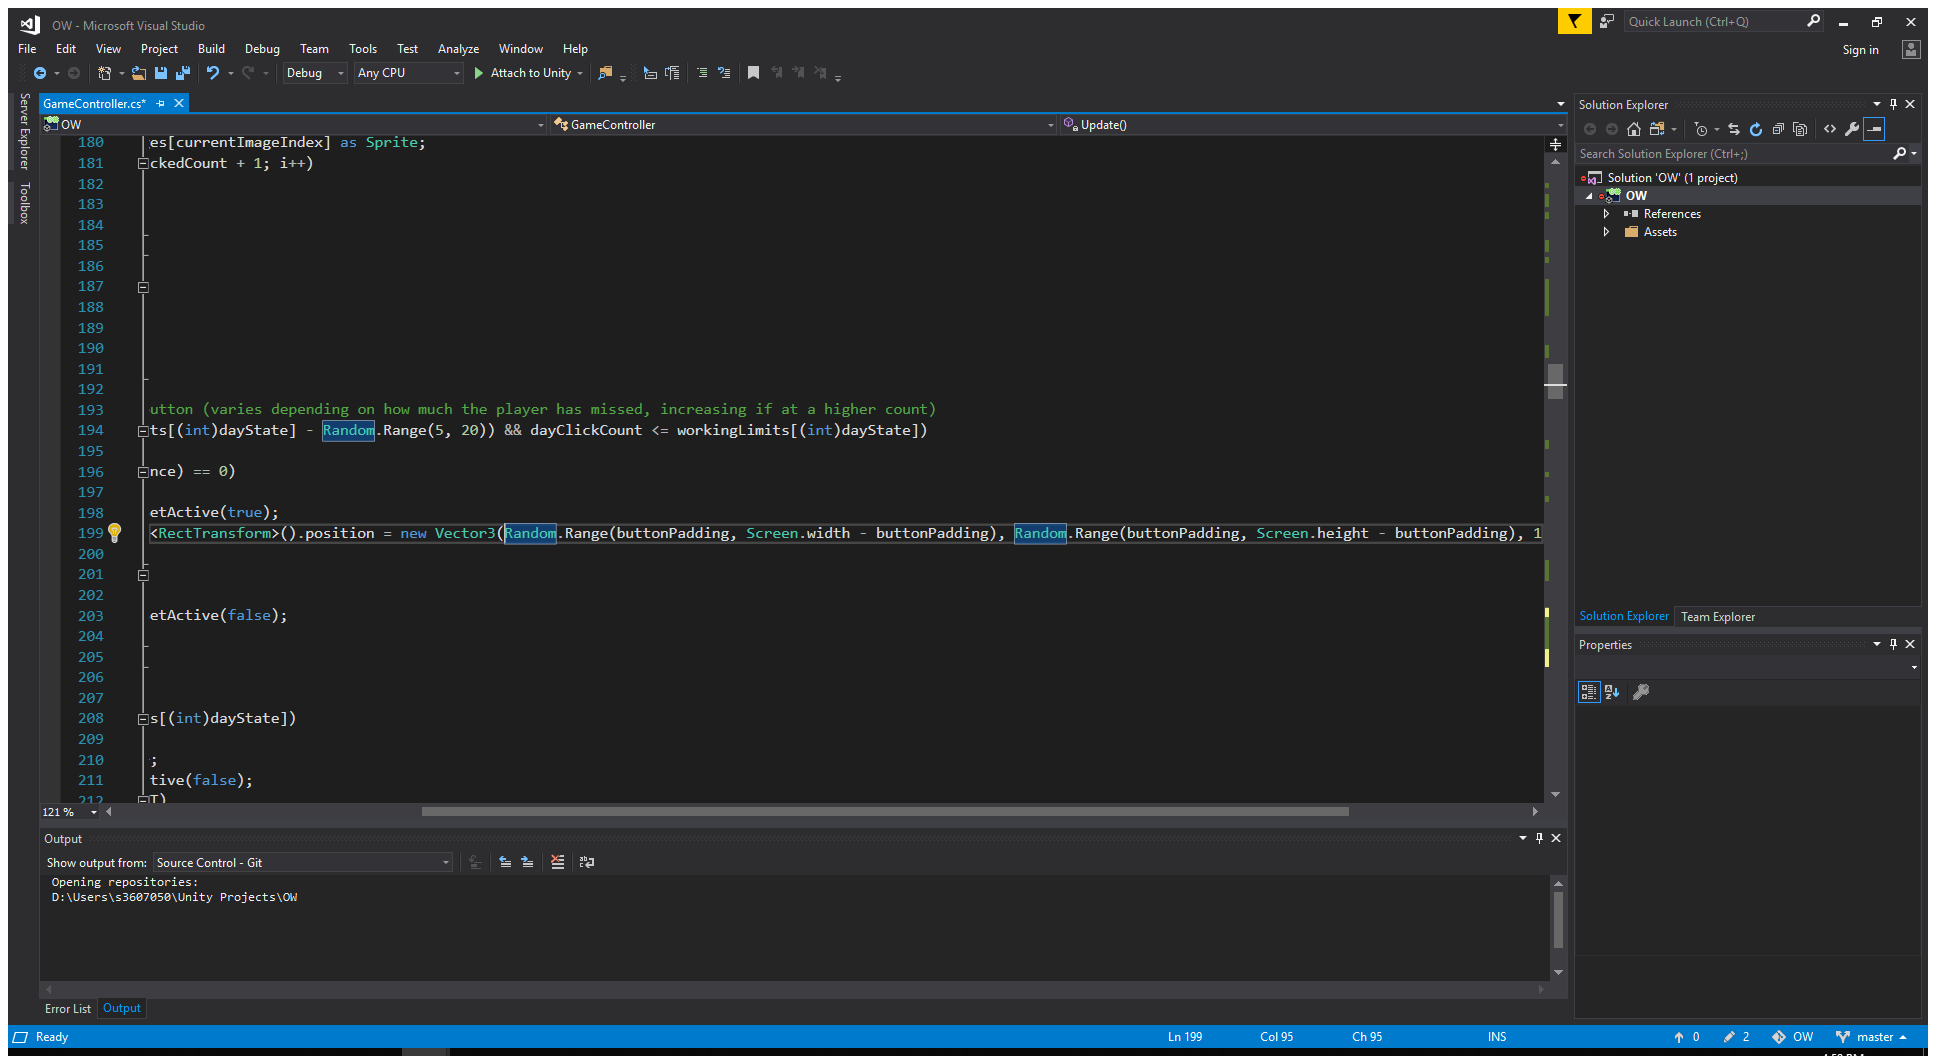 OW - Microsoft Visual Studio
Quick Launch (Ctrl+Q)
File Edit View Project Build Debug Team Tools Test Analyze Window Help
Sign in
Debug Any CPU Attach to Unity
Server Explorer
Toolbox
GameController.cs*
OW GameController Update()
180 es[currentImageIndex] as Sprite;
181 ckedCount + 1; i++)
182
183
184
185
186
187
188
189
190
191
192
193 utton (varies depending on how much the player has missed, increasing if at a higher count)
194 ts[(int)dayState] - Random.Range(5, 20)) && dayClickCount <= workingLimits[(int)dayState])
195
196 nce) == 0)
197
198 etActive(true);
199 <RectTransform>().position = new Vector3(Random.Range(buttonPadding, Screen.width - buttonPadding), Random.Range(buttonPadding, Screen.height - buttonPadding), 1
200
201
202
203 etActive(false);
204
205
206
207
208 s[(int)dayState])
209
210 ;
211 tive(false);
212 T)
121 %
Output
Show output from: Source Control - Git
Opening repositories:
D:\Users\s3607050\Unity Projects\OW
Error List Output
Solution Explorer
Search Solution Explorer (Ctrl+;)
Solution 'OW' (1 project)
OW
References
Assets
Solution Explorer Team Explorer
Properties
Ready Ln 199 Col 95 Ch 95 INS 0 2 OW master